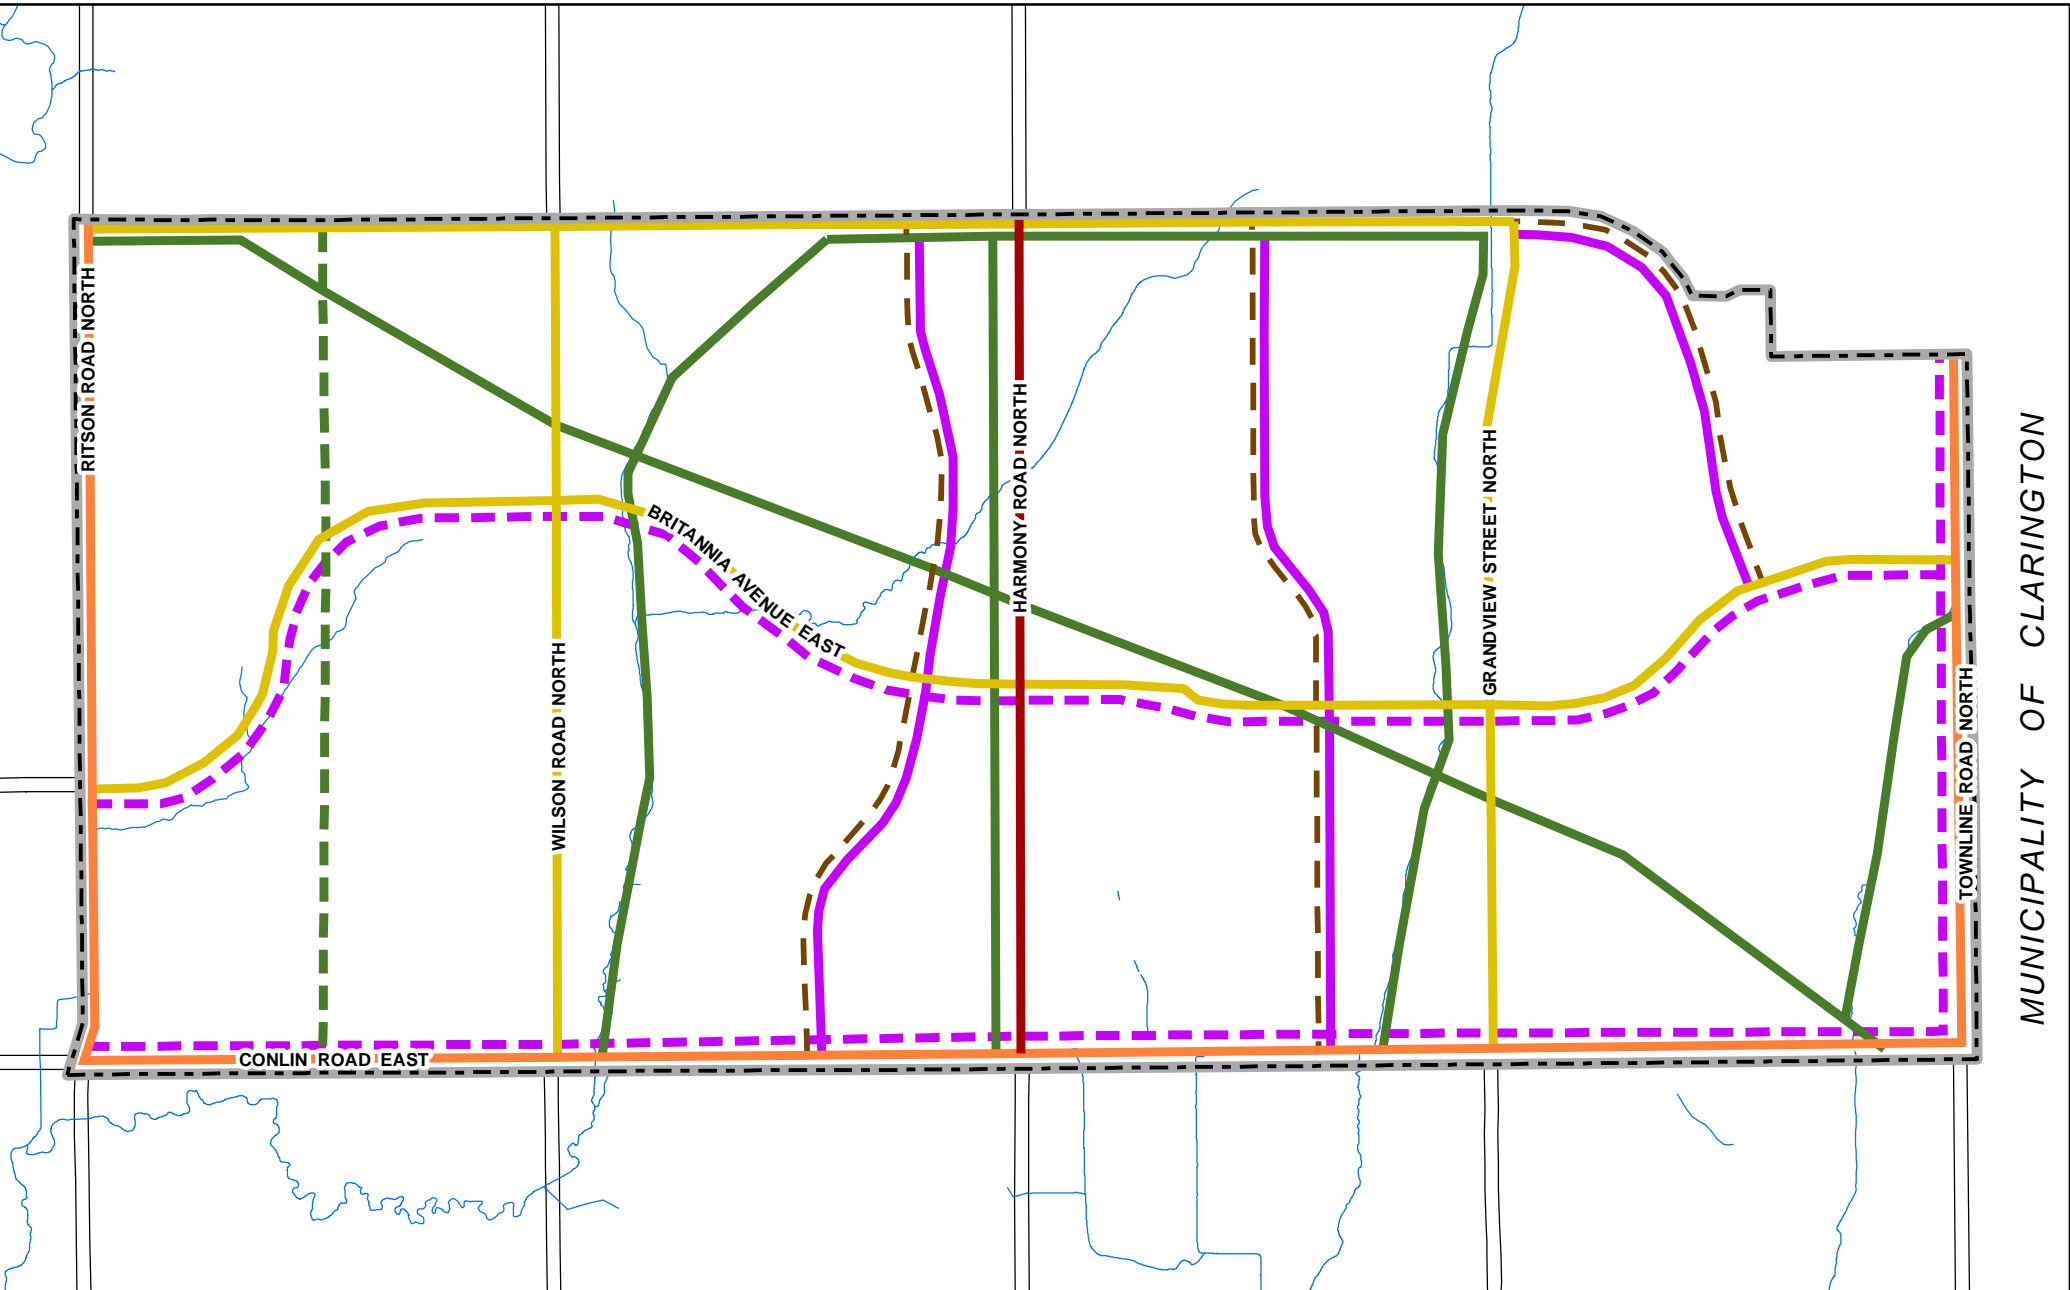 RITSON ROAD NORTH
WILSON ROAD NORTH
BRITANNIA AVENUE EAST
HARMONY ROAD NORTH
GRANDVIEW STREET NORTH
TOWNLINE ROAD NORTH
MUNICIPALITY OF CLARINGTON
CONLIN ROAD EAST